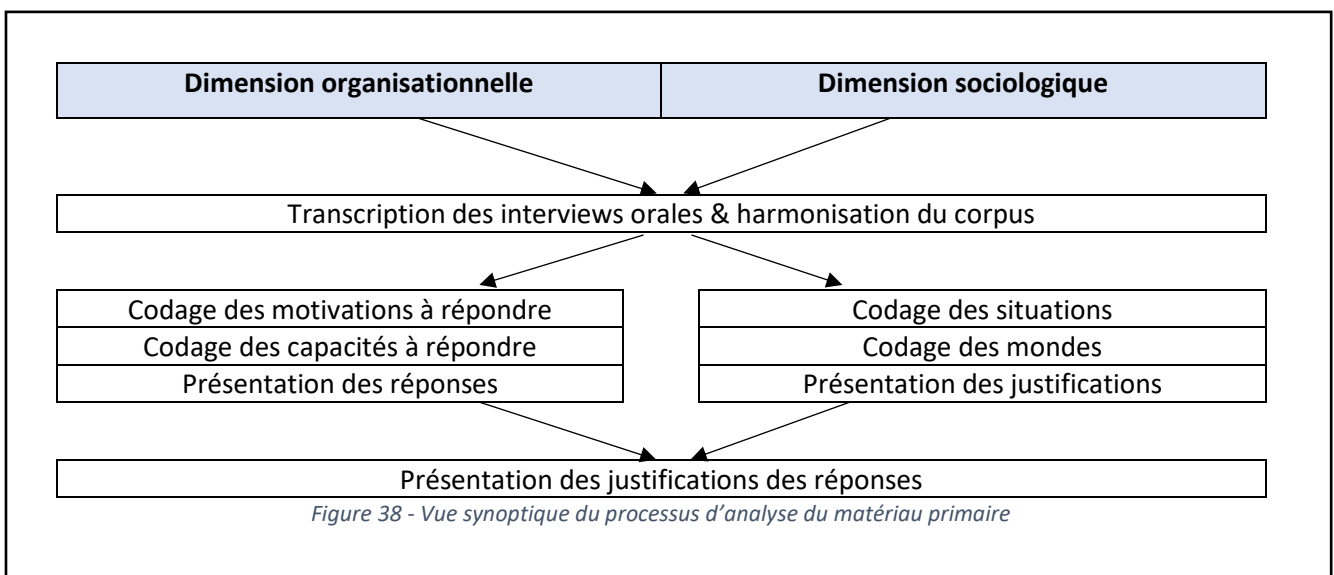 Dimension organisationnelle
Dimension sociologique
Transcription des interviews orales & harmonisation du corpus
Codage des motivations à répondre
Codage des capacités à répondre
Présentation des réponses
Codage des situations
Codage des mondes
Présentation des justifications
Présentation des justifications des réponses
Figure 38 - Vue synoptique du processus d'analyse du matériau primaire